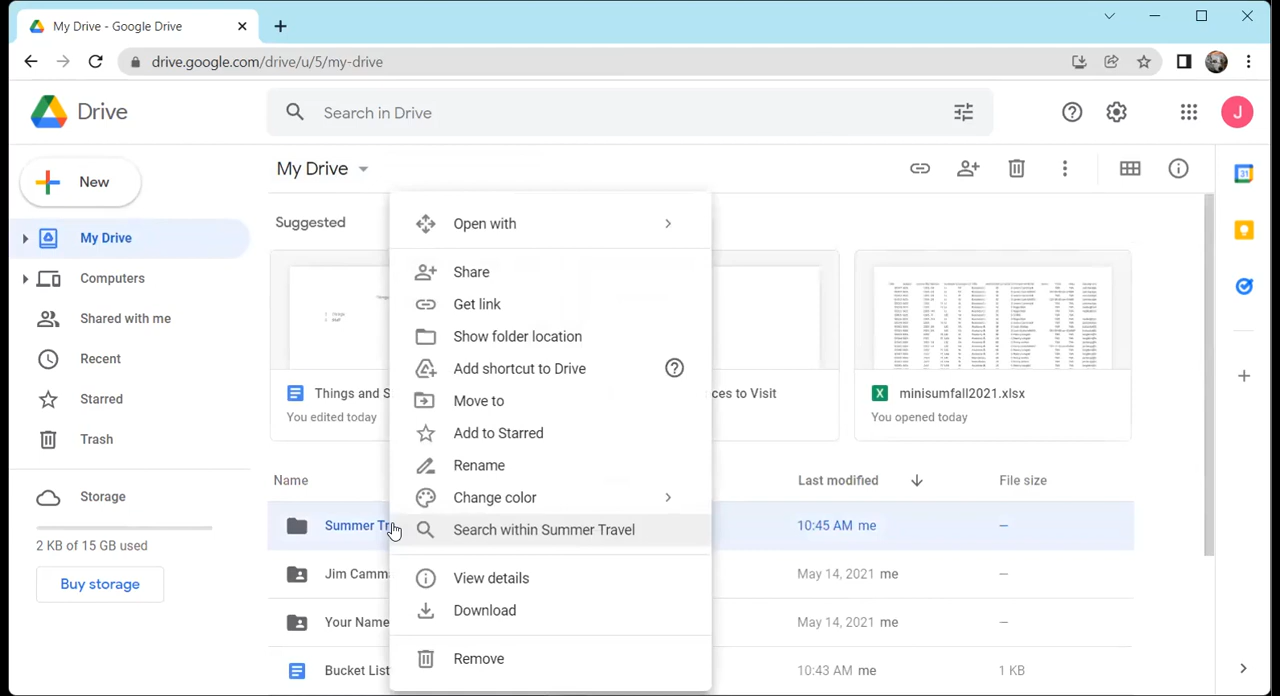 My Drive - Google Drive
drive.google.com/drive/u/5/my-drive
Drive
Search in Drive
J
New
My Drive
31
My Drive
Computers
Shared with me
Recent
Starred
Trash
Storage
2 KB of 15 GB used
Buy storage
Suggested
Things and S
You edited today
ces to Visit
X minisumfall2021.xlsx
You opened today
Open with
Share
Get link
Show folder location
Add shortcut to Drive
Move to
Add to Starred
Rename
Change color
Search within Summer Travel
View details
Download
Remove
Name Last modified File size
Summer Tr 10:45 AM me –
Jim Camm May 14, 2021 me –
Your Name May 14, 2021 me –
Bucket List 10:43 AM me 1 KB